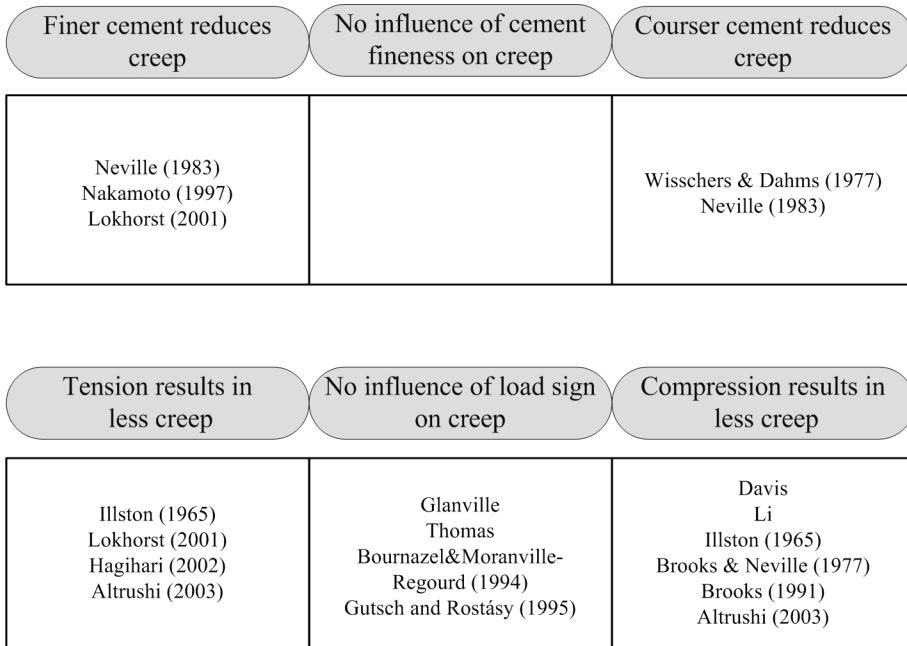 Finer cement reduces
creep
No influence of cement
fineness on creep
Courser cement reduces
creep
Neville (1983)
Nakamoto (1997)
Lokhorst (2001)
Wisschers & Dahms (1977)
Neville (1983)
Tension results in
less creep
No influence of load sign
on creep
Compression results in
less creep
Illston (1965)
Lokhorst (2001)
Hagihari (2002)
Altrushi (2003)
Glanville
Thomas
Bournazel&Moranville-
Regourd (1994)
Gutsch and Rostásy (1995)
Davis
Li
Illston (1965)
Brooks & Neville (1977)
Brooks (1991)
Altrushi (2003)